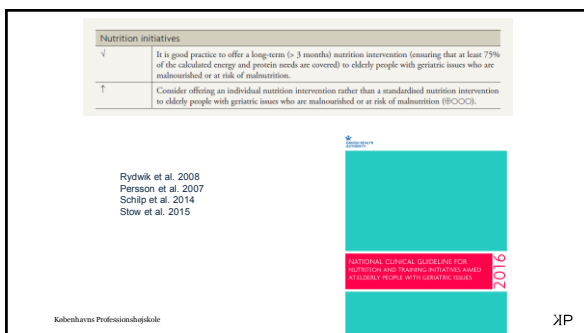 Nutrition initiatives
√ It is good practice to offer a long-term (> 3 months) nutrition intervention (ensuring that at least 75%
of the calculated energy and protein needs are covered) to elderly people with geriatric issues who are
malnourished or at risk of malnutrition.
↑ Consider offering an individual nutrition intervention rather than a standardised nutrition intervention
to elderly people with geriatric issues who are malnourished or at risk of malnutrition (⊕○○○).
DANISH HEALTH
AUTHORITY
Rydwik et al. 2008
Persson et al. 2007
Schilp et al. 2014
Stow et al. 2015
NATIONAL CLINICAL GUIDELINE FOR
NUTRITION AND TRAINING INITIATIVES AIMED
AT ELDERLY PEOPLE WITH GERIATRIC ISSUES
2016
Københavns Professionshøjskole
KP